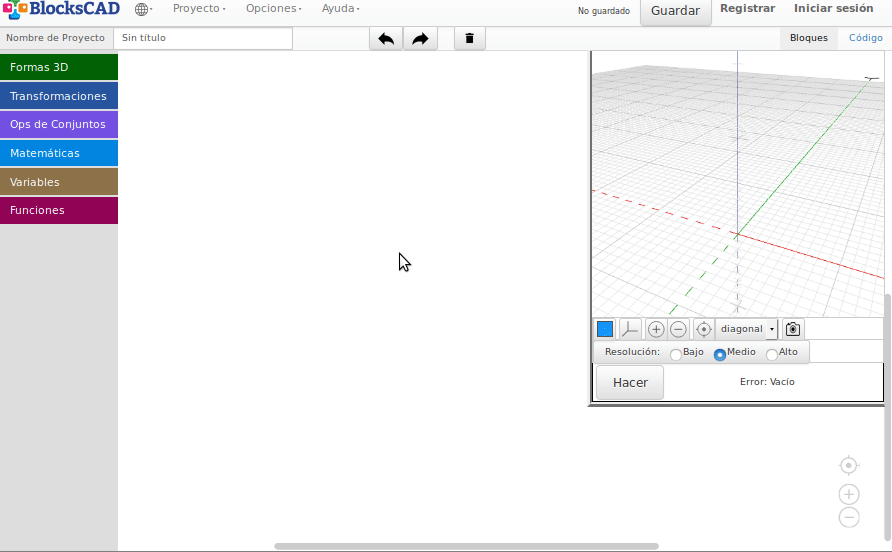 BlocksCAD
Proyecto
Opciones
Ayuda
No guardado
Guardar
Registrar
Iniciar sesión
Nombre de Proyecto
Sin título
Bloques
Código
Formas 3D
Transformaciones
Ops de Conjuntos
Matemáticas
Variables
Funciones
diagonal
Resolución:
Bajo
Medio
Alto
Hacer
Error: Vacío